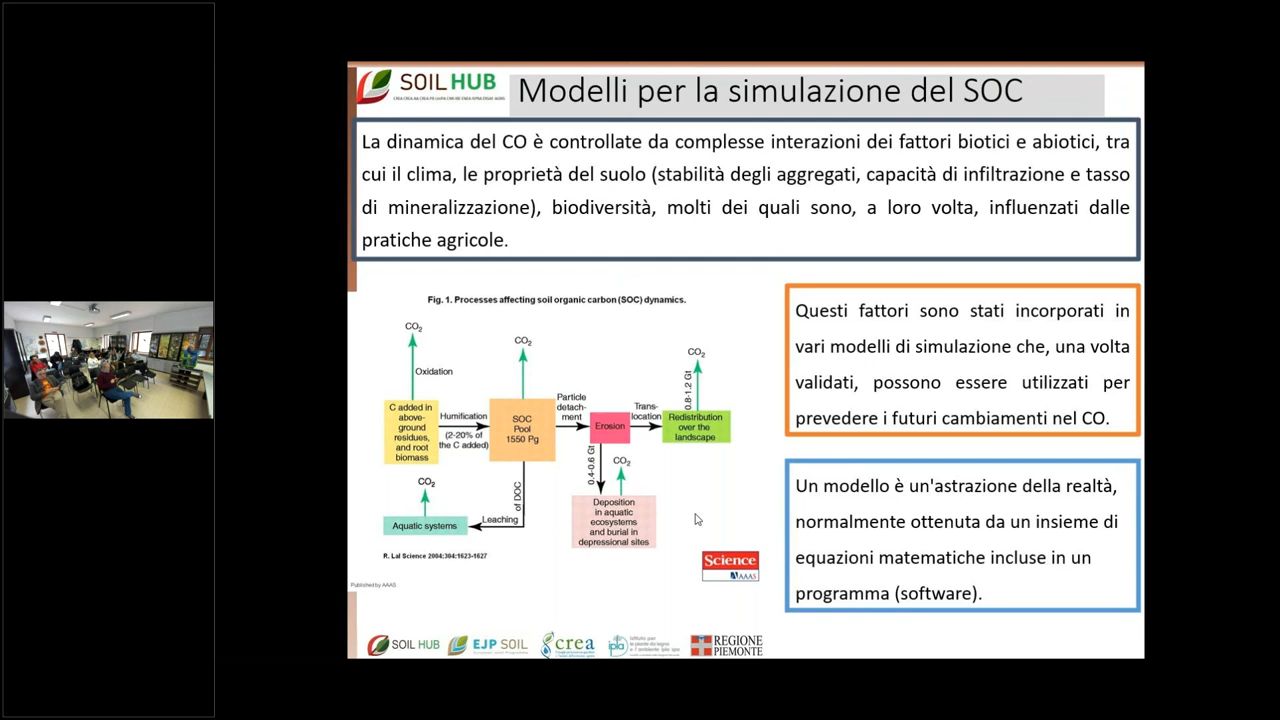 SOIL HUB
Modelli per la simulazione del SOC
La dinamica del CO è controllate da complesse interazioni dei fattori biotici e abiotici, tra
cui il clima, le proprietà del suolo (stabilità degli aggregati, capacità di infiltrazione e tasso
di mineralizzazione), biodiversità, molti dei quali sono, a loro volta, influenzati dalle
pratiche agricole.
Fig. 1. Processes affecting soil organic carbon (SOC) dynamics.
CO2
Oxidation
C added in
above-
ground
residues,
and root
biomass
Humification
(2-20% of
the C added)
CO2
SOC
Pool
1550 Pg
Particle
detach-
ment
Erosion
Trans-
location
CO2
0.8-1.2 Gt
Redistribution
over the
landscape
0.4-0.6 Gt
CO2
Deposition
in aquatic
ecosystems
and burial in
depressional sites
CO2
Aquatic systems
Leaching
of DOC
R. Lal Science 2004;304:1623-1627
Published by AAAS
Science
AAAS
Questi fattori sono stati incorporati in
vari modelli di simulazione che, una volta
validati, possono essere utilizzati per
prevedere i futuri cambiamenti nel CO.
Un modello è un'astrazione della realtà,
normalmente ottenuta da un insieme di
equazioni matematiche incluse in un
programma (software).
SOIL HUB
EJP SOIL
crea
ipla
REGIONE
PIEMONTE